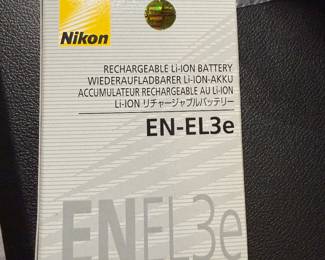 Nikon
RECHARGEABLE Li-ION BATTERY
WIEDERAUFLADBARER Li-ION-AKKU
ACCUMULATEUR RECHARGEABLE AU Li-ION
Li-ION リチャージャブルバッテリー
EN-EL3e
ENEL3e